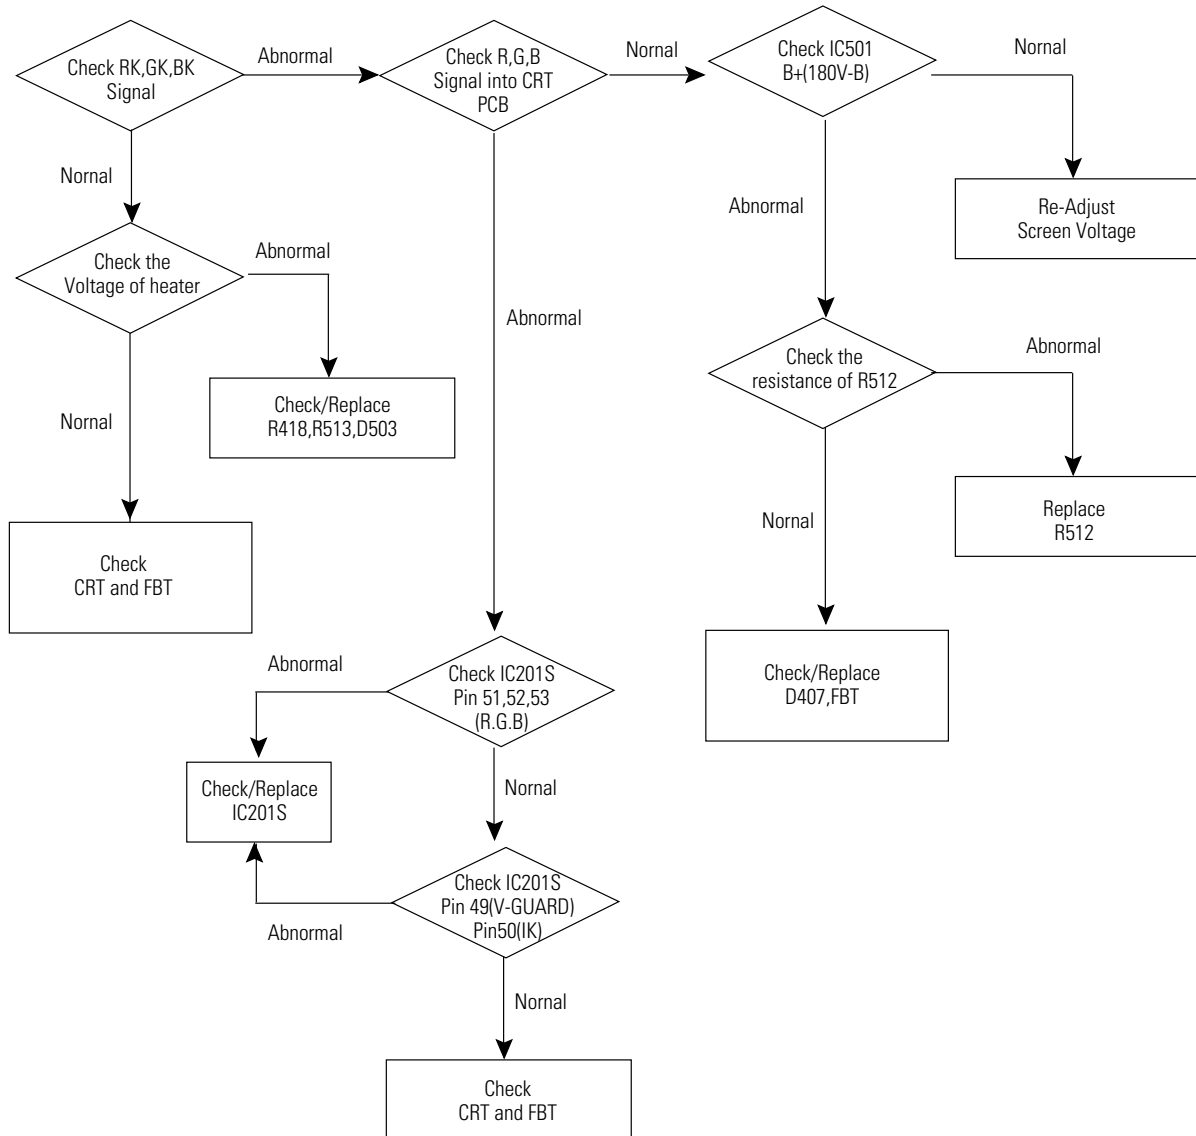 Check RK,GK,BK
Signal
Abnormal
Check R,G,B
Signal into CRT
PCB
Nornal
Check IC501
B+(180V-B)
Nornal
Nornal
Abnormal
Re-Adjust
Screen Voltage
Check the
Voltage of heater
Abnormal
Abnormal
Check the
resistance of R512
Abnormal
Check/Replace
R418,R513,D503
Nornal
Nornal
Replace
R512
Check
CRT and FBT
Check IC201S
Pin 51,52,53
(R.G.B)
Abnormal
Check/Replace
D407,FBT
Check/Replace
IC201S
Nornal
Check IC201S
Pin 49(V-GUARD)
Pin50(IK)
Abnormal
Nornal
Check
CRT and FBT